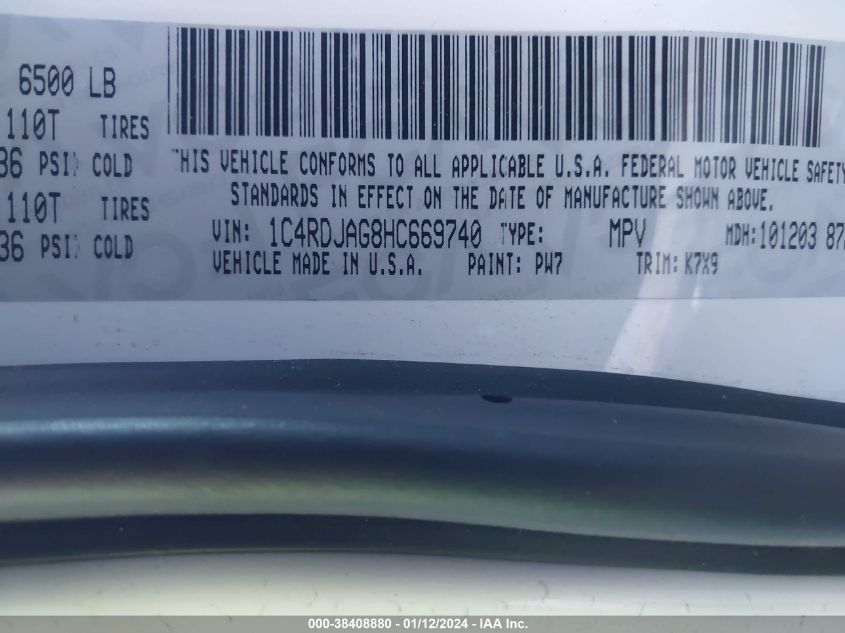 6500 LB
110T TIRES
36 PSI) COLD
110T TIRES
36 PSI) COLD
THIS VEHICLE CONFORMS TO ALL APPLICABLE U.S.A. FEDERAL MOTOR VEHICLE SAFETY
STANDARDS IN EFFECT ON THE DATE OF MANUFACTURE SHOWN ABOVE.
VIN: 1C4RDJAG8HC669740 TYPE: MPV MDH:101203 87
VEHICLE MADE IN U.S.A. PAINT: PW7 TRIM: K7X9
000-38408880 - 01/12/2024 - IAA Inc.